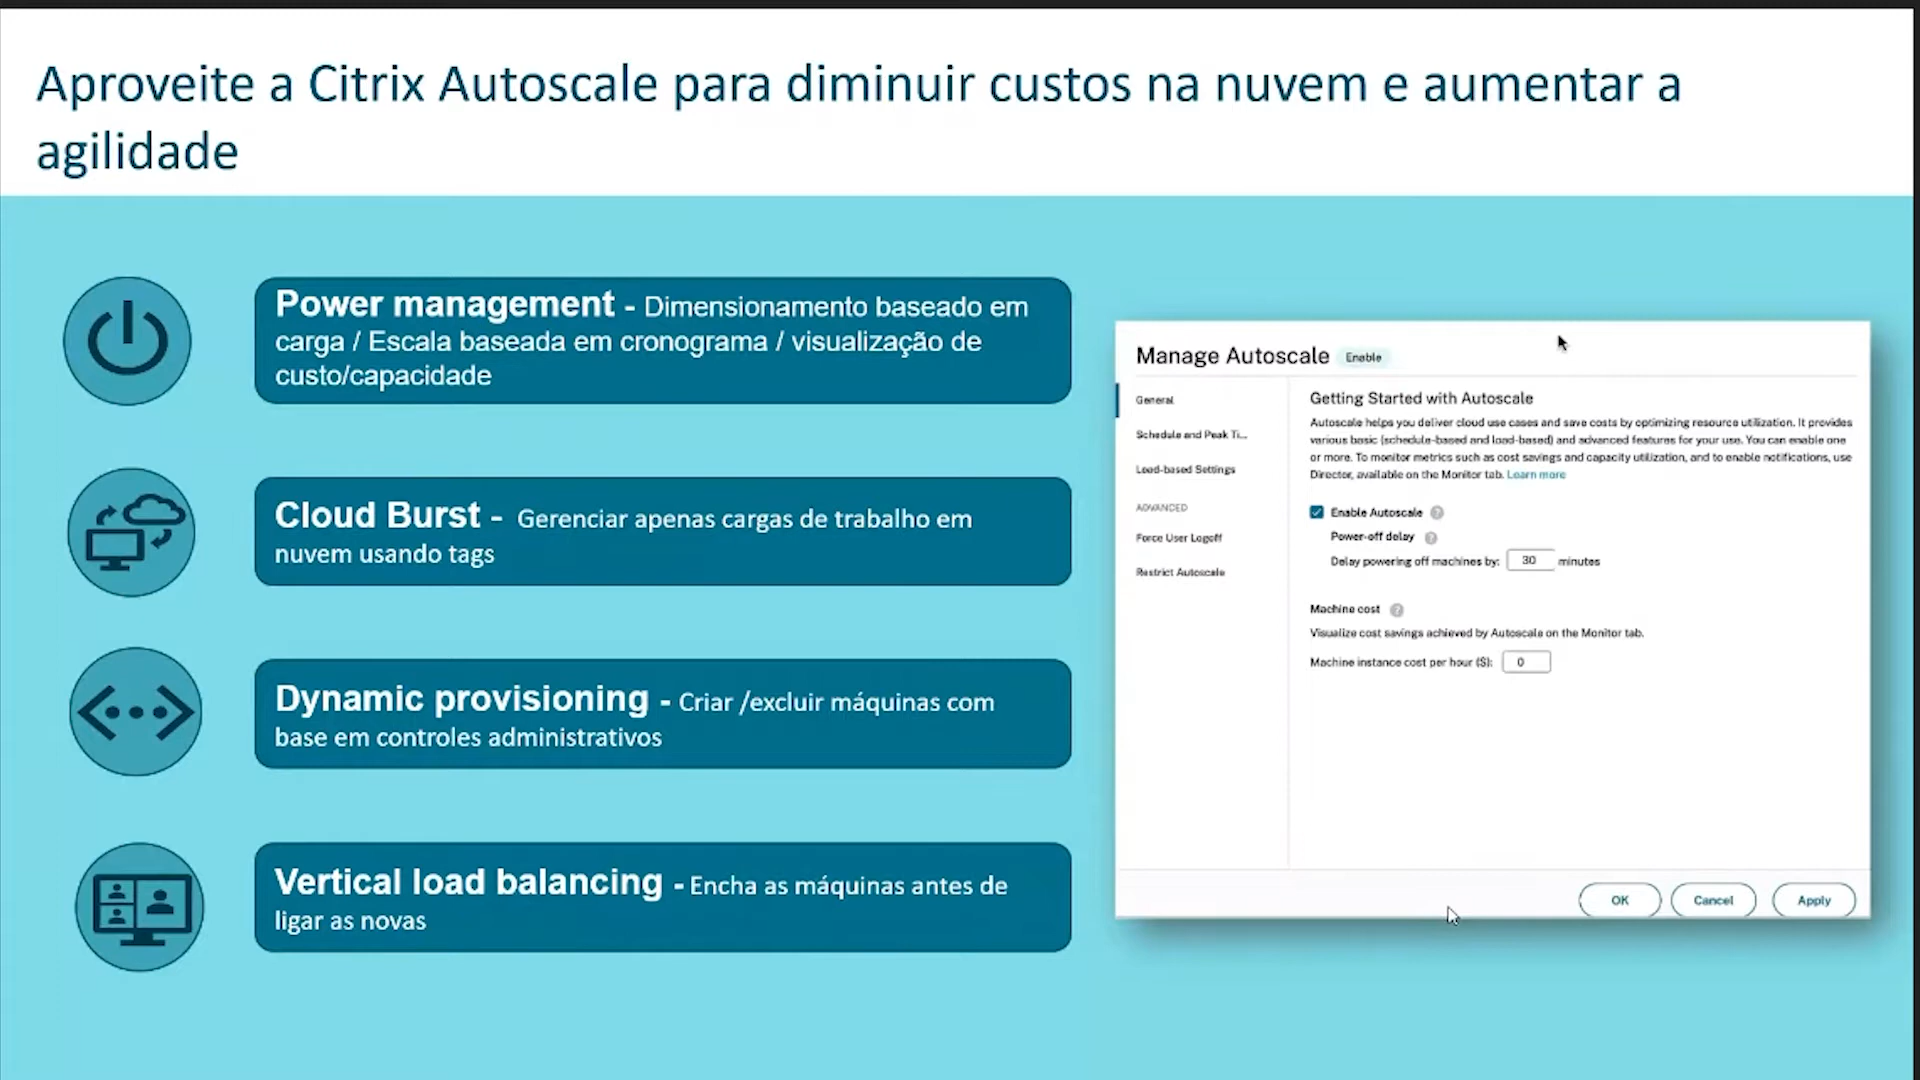 Aproveite a Citrix Autoscale para diminuir custos na nuvem e aumentar a
agilidade
Power management - Dimensionamento baseado em
carga / Escala baseada em cronograma / visualização de
custo/capacidade
Cloud Burst - Gerenciar apenas cargas de trabalho em
nuvem usando tags
Dynamic provisioning - Criar /excluir máquinas com
base em controles administrativos
Vertical load balancing - Encha as máquinas antes de
ligar as novas
Manage Autoscale Enable
General
Schedule and Peak Ti...
Load-based Settings
ADVANCED
Force User Logoff
Restrict Autoscale
Getting Started with Autoscale
Autoscale helps you deliver cloud use cases and save costs by optimizing resource utilization. It provides
various basic (schedule-based and load-based) and advanced features for your use. You can enable one
or more. To monitor metrics such as cost savings and capacity utilization, and to enable notifications, use
Director, available on the Monitor tab. Learn more
Enable Autoscale ?
Power-off delay ?
Delay powering off machines by: 30 minutes
Machine cost ?
Visualize cost savings achieved by Autoscale on the Monitor tab.
Machine instance cost per hour ($): 0
OK Cancel Apply